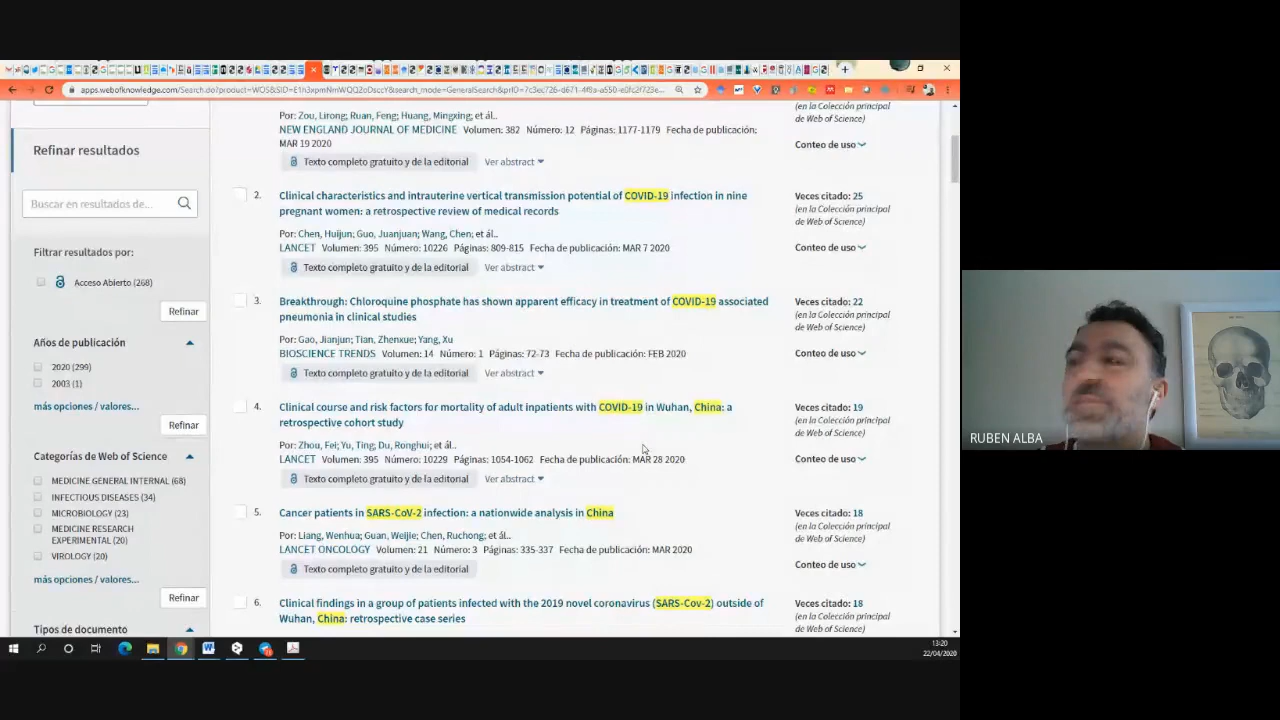 apps.webofknowledge.com/Search.do?product=WOS&SID=
(en la Colección principal
de Web of Science)
Por: Zou, Lirong; Ruan, Feng; Huang, Mingxing; et ál..
NEW ENGLAND JOURNAL OF MEDICINE Volumen: 382 Número: 12 Páginas: 1177-1179 Fecha de publicación:
MAR 19 2020
Conteo de uso
Texto completo gratuito y de la editorial Ver abstract
Refinar resultados
Buscar en resultados de...
Filtrar resultados por:
Acceso Abierto (268)
Refinar
Años de publicación
2020 (299)
2003 (1)
más opciones / valores...
Refinar
Categorías de Web of Science
MEDICINE GENERAL INTERNAL (68)
INFECTIOUS DISEASES (34)
MICROBIOLOGY (23)
MEDICINE RESEARCH
EXPERIMENTAL (20)
VIROLOGY (20)
más opciones / valores...
Refinar
Tipos de documento
2. Clinical characteristics and intrauterine vertical transmission potential of COVID-19 infection in nine
pregnant women: a retrospective review of medical records
Por: Chen, Huijun; Guo, Juanjuan; Wang, Chen; et ál..
LANCET Volumen: 395 Número: 10226 Páginas: 809-815 Fecha de publicación: MAR 7 2020
Texto completo gratuito y de la editorial Ver abstract
Veces citado: 25
(en la Colección principal
de Web of Science)
Conteo de uso
3. Breakthrough: Chloroquine phosphate has shown apparent efficacy in treatment of COVID-19 associated
pneumonia in clinical studies
Por: Gao, Jianjun; Tian, Zhenxue; Yang, Xu
BIOSCIENCE TRENDS Volumen: 14 Número: 1 Páginas: 72-73 Fecha de publicación: FEB 2020
Texto completo gratuito y de la editorial Ver abstract
Veces citado: 22
(en la Colección principal
de Web of Science)
Conteo de uso
4. Clinical course and risk factors for mortality of adult inpatients with COVID-19 in Wuhan, China: a
retrospective cohort study
Por: Zhou, Fei; Yu, Ting; Du, Ronghui; et ál..
LANCET Volumen: 395 Número: 10229 Páginas: 1054-1062 Fecha de publicación: MAR 28 2020
Texto completo gratuito y de la editorial Ver abstract
Veces citado: 19
(en la Colección principal
de Web of Science)
Conteo de uso
5. Cancer patients in SARS-CoV-2 infection: a nationwide analysis in China
Por: Liang, Wenhua; Guan, Weijie; Chen, Ruchong; et ál..
LANCET ONCOLOGY Volumen: 21 Número: 3 Páginas: 335-337 Fecha de publicación: MAR 2020
Texto completo gratuito y de la editorial
Veces citado: 18
(en la Colección principal
de Web of Science)
Conteo de uso
6. Clinical findings in a group of patients infected with the 2019 novel coronavirus (SARS-Cov-2) outside of
Wuhan, China: retrospective case series
Veces citado: 18
(en la Colección principal
de Web of Science)
13:20
22/04/2020
RUBEN ALBA